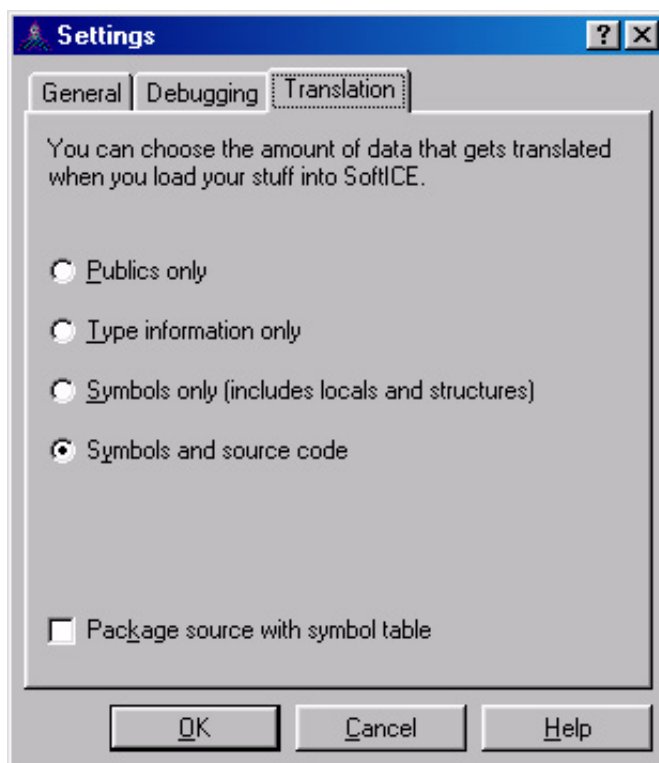 Settings
General
Debugging
Translation
You can choose the amount of data that gets translated
when you load your stuff into SoftICE.
Publics only
Type information only
Symbols only (includes locals and structures)
Symbols and source code
Package source with symbol table
OK
Cancel
Help